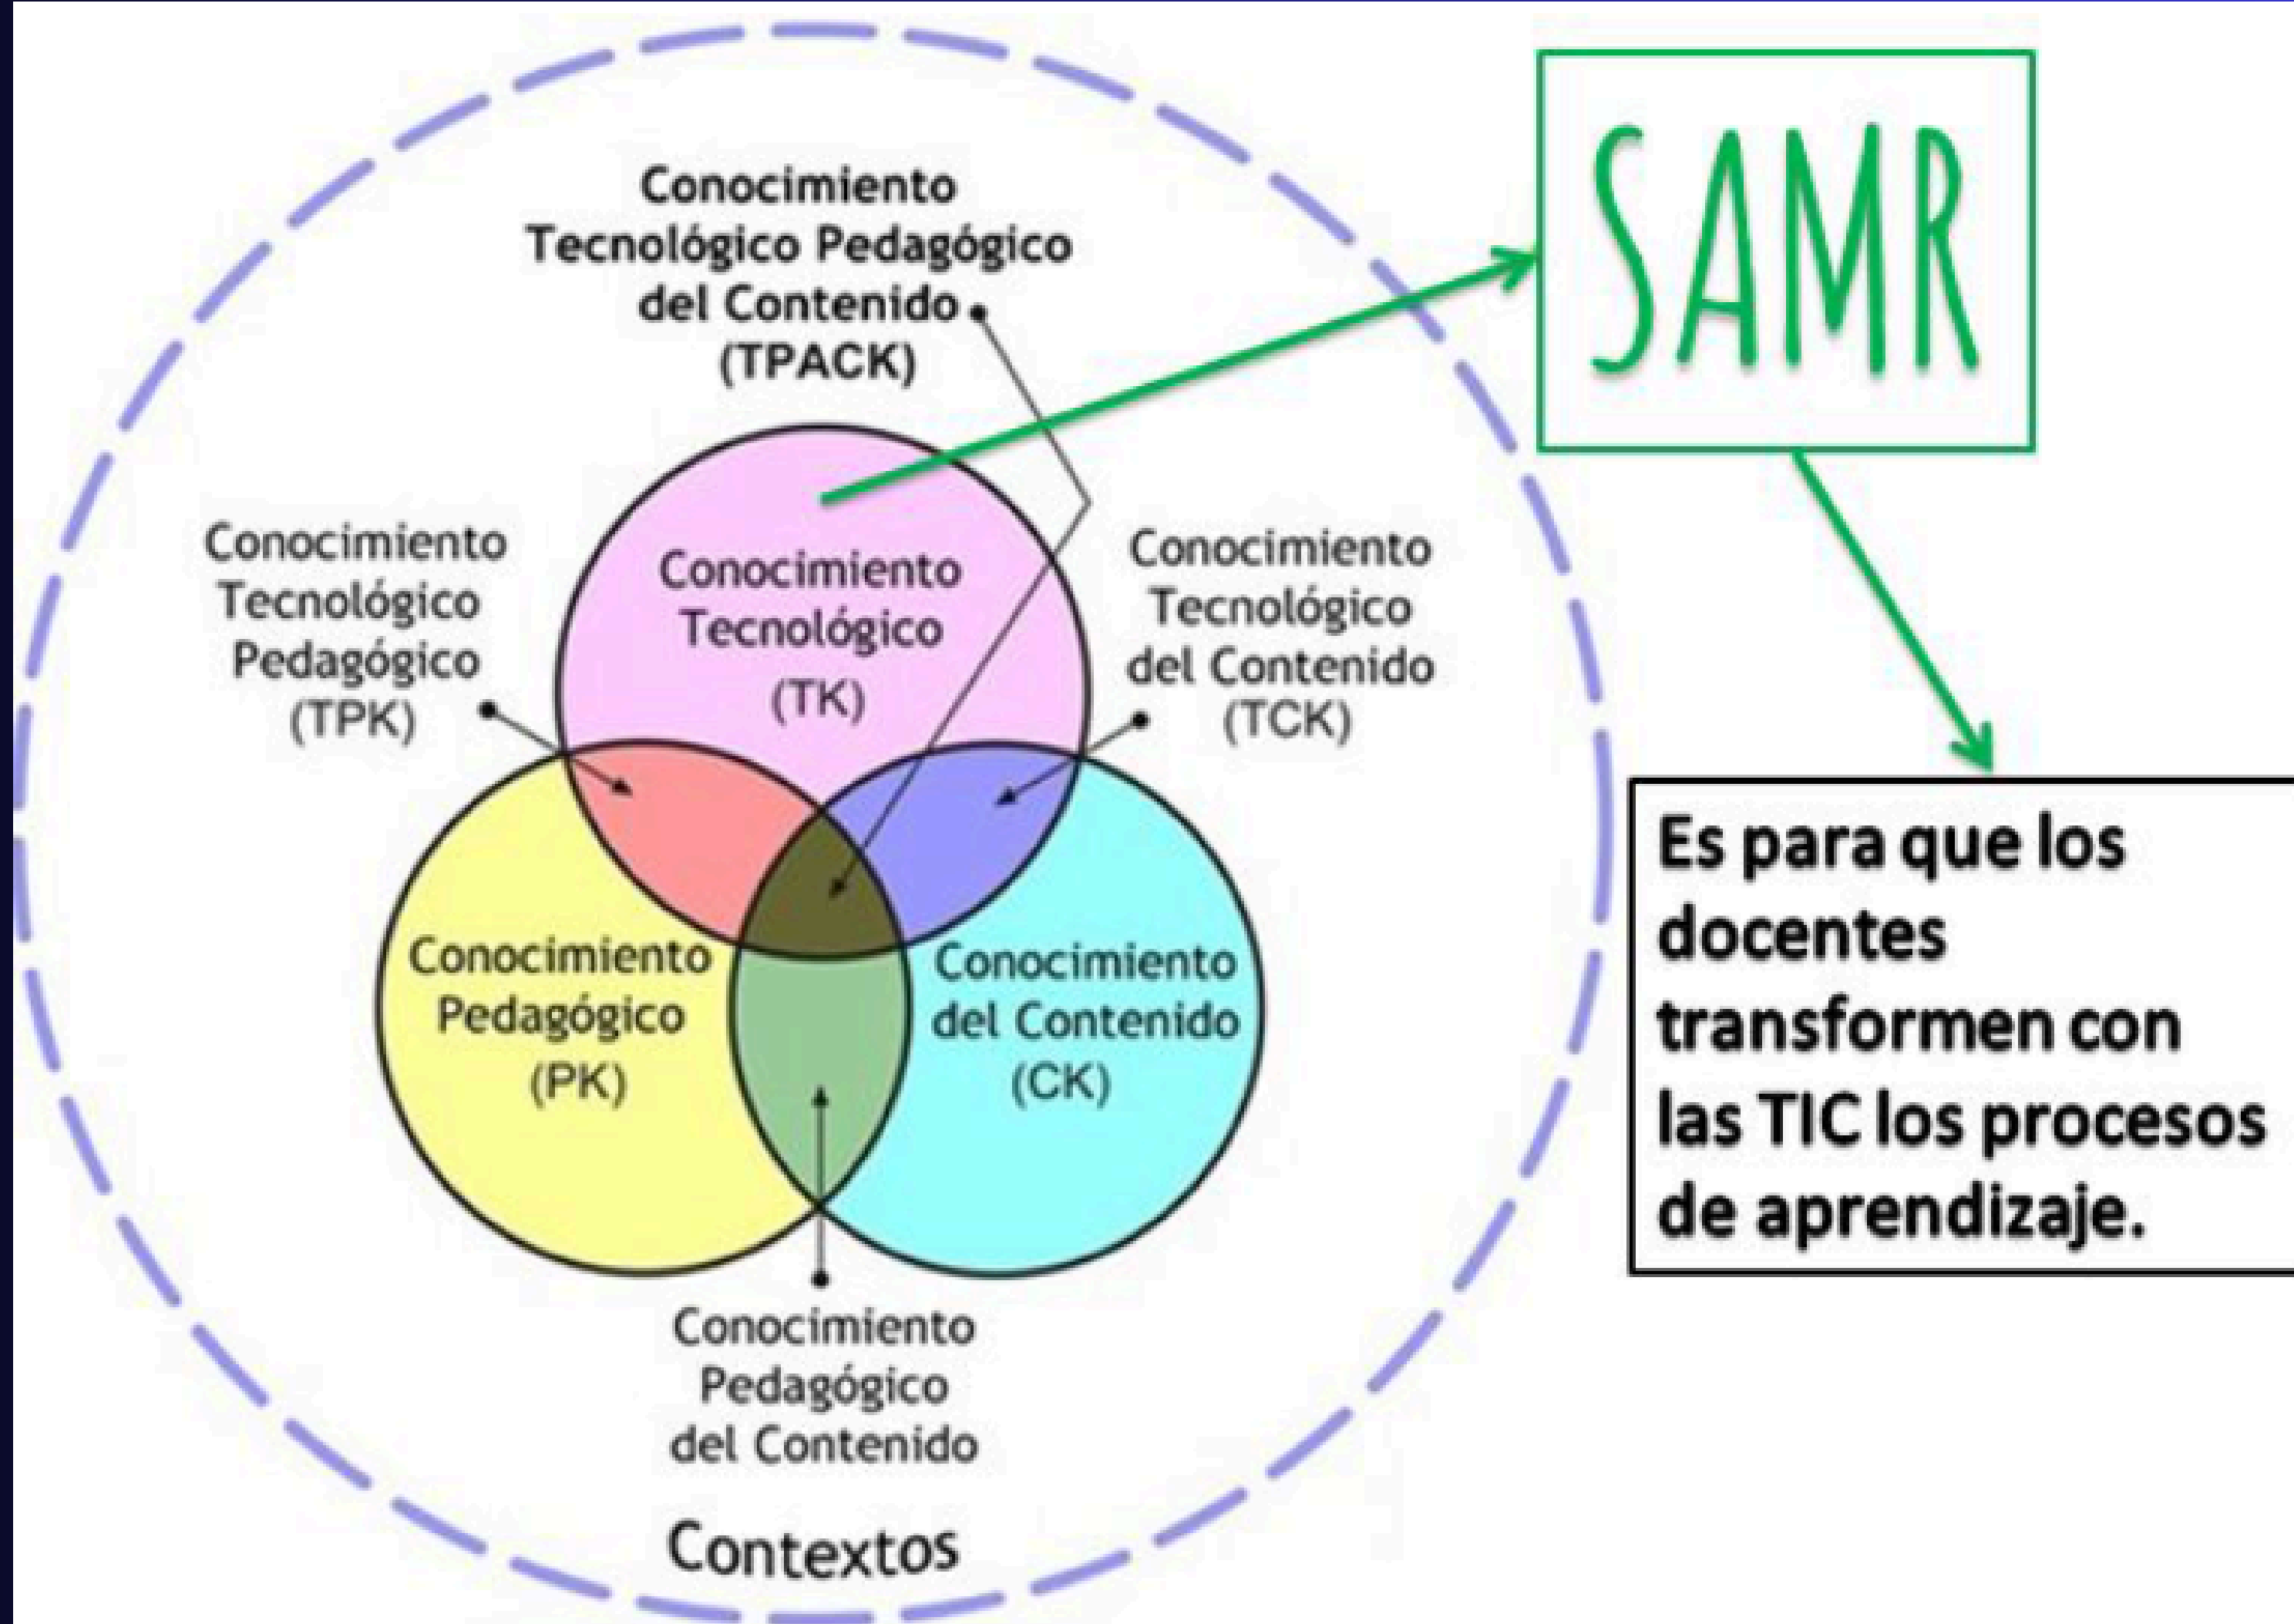 Conocimiento
Tecnológico Pedagógico
del Contenido
(TPACK)
SAMR
Conocimiento
Tecnológico
Pedagógico
(TPK)
Conocimiento
Tecnológico
(TK)
Conocimiento
Tecnológico
del Contenido
(TCK)
Conocimiento
Pedagógico
(PK)
Conocimiento
del Contenido
(CK)
Conocimiento
Pedagógico
del Contenido
Contextos
Es para que los
docentes
transformen con
las TIC los procesos
de aprendizaje.